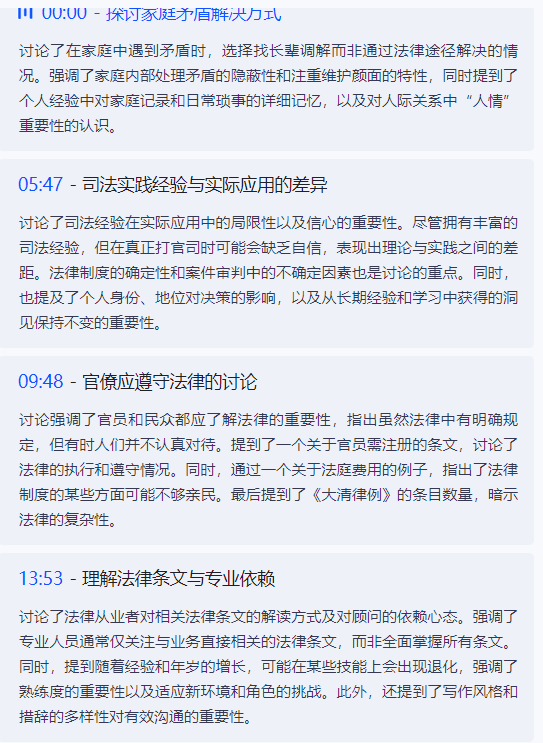 00:00 - 探讨家庭矛盾解决方式
讨论了在家庭中遇到矛盾时，选择找长辈调解而非通过法律途径解决的情
况。强调了家庭内部处理矛盾的隐蔽性和注重维护颜面的特性，同时提到了
个人经验中对家庭记录和日常琐事的详细记忆，以及对人际关系中“人情”
重要性的认识。
05:47 - 司法实践经验与实际应用的差异
讨论了司法经验在实际应用中的局限性以及信心的重要性。尽管拥有丰富的
司法经验，但在真正打官司时可能会缺乏自信，表现出理论与实践之间的差
距。法律制度的确定性和案件审判中的不确定因素也是讨论的重点。同时，
也提及了个人身份、地位对决策的影响，以及从长期经验和学习中获得的洞
见保持不变的重要性。
09:48 - 官僚应遵守法律的讨论
讨论强调了官员和民众都应了解法律的重要性，指出虽然法律中有明确规
定，但有时人们并不认真对待。提到了一个关于官员需注册的条文，讨论了
法律的执行和遵守情况。同时，通过一个关于法庭费用的例子，指出了法律
制度的某些方面可能不够亲民。最后提到了《大清律例》的条目数量，暗示
法律的复杂性。
13:53 - 理解法律条文与专业依赖
讨论了法律从业者对相关法律条文的解读方式及对顾问的依赖心态。强调了
专业人员通常仅关注与业务直接相关的法律条文，而非全面掌握所有条文。
同时，提到随着经验和年岁的增长，可能在某些技能上会出现退化，强调了
熟练度的重要性以及适应新环境和角色的挑战。此外，还提到了写作风格和
措辞的多样性对有效沟通的重要性。